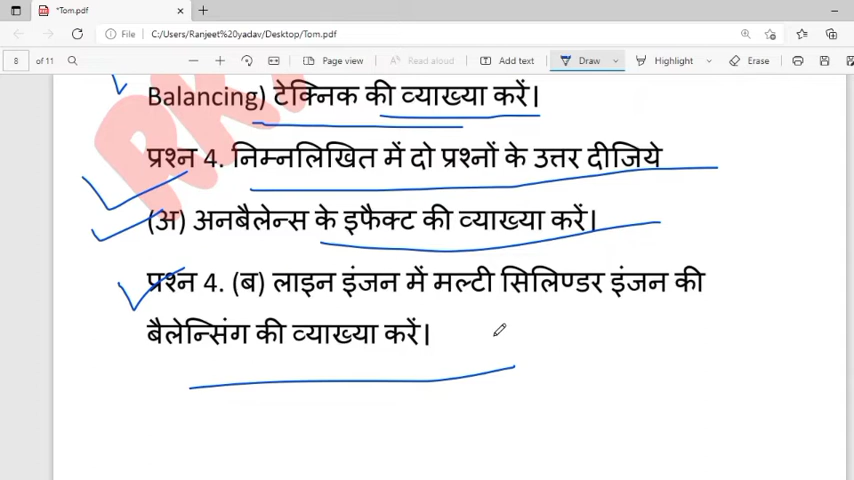 *Tom.pdf
File
C:/Users/Ranjeet%20yadav/Desktop/Tom.pdf
8 of 11 Page view Read aloud Add text Draw Highlight Erase
Balancing) टेक्निक की व्याख्या करें।
प्रश्न 4. निम्नलिखित में दो प्रश्नों के उत्तर दीजिये
(अ) अनबैलेन्स के इफैक्ट की व्याख्या करें।
प्रश्न 4. (ब) लाइन इंजन में मल्टी सिलिण्डर इंजन की
बैलेन्सिंग की व्याख्या करें।